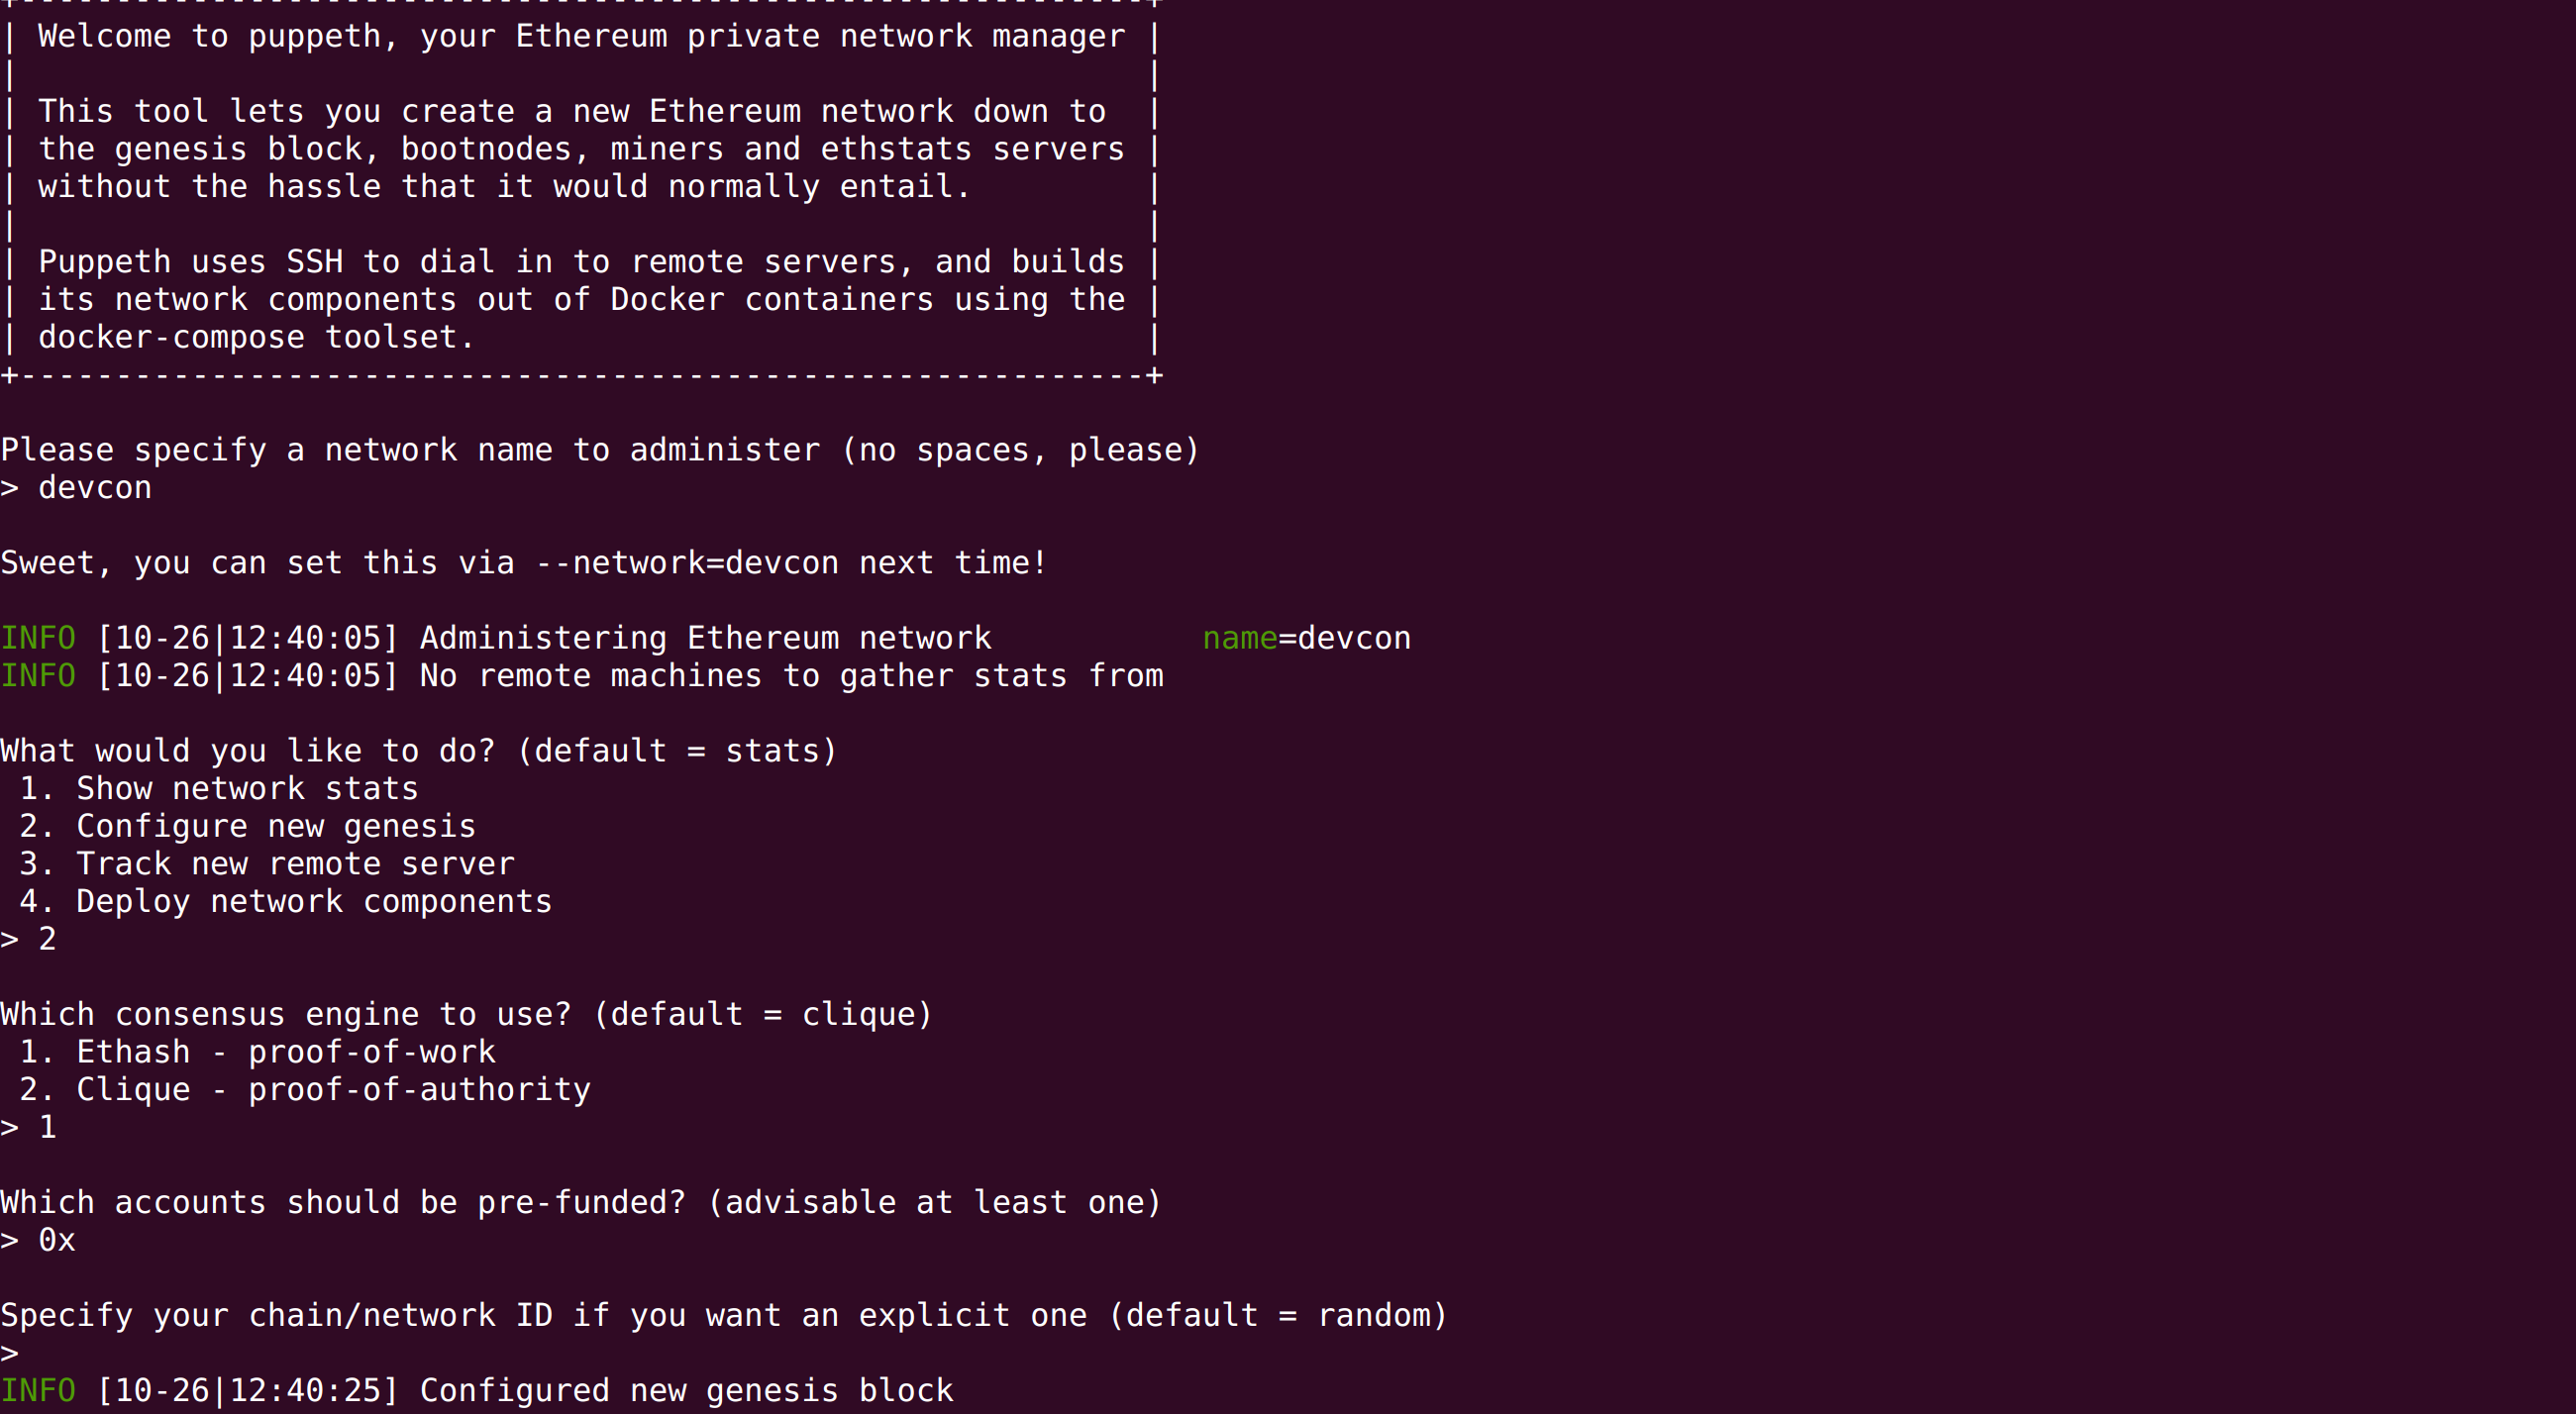 +-----------------------------------------------------------+
| Welcome to puppeth, your Ethereum private network manager |
|                                                           |
| This tool lets you create a new Ethereum network down to  |
| the genesis block, bootnodes, miners and ethstats servers |
| without the hassle that it would normally entail.         |
|                                                           |
| Puppeth uses SSH to dial in to remote servers, and builds |
| its network components out of Docker containers using the |
| docker-compose toolset.                                   |
+-----------------------------------------------------------+

Please specify a network name to administer (no spaces, please)
> devcon

Sweet, you can set this via --network=devcon next time!

INFO [10-26|12:40:05] Administering Ethereum network           name=devcon
INFO [10-26|12:40:05] No remote machines to gather stats from

What would you like to do? (default = stats)
 1. Show network stats
 2. Configure new genesis
 3. Track new remote server
 4. Deploy network components
> 2

Which consensus engine to use? (default = clique)
 1. Ethash - proof-of-work
 2. Clique - proof-of-authority
> 1

Which accounts should be pre-funded? (advisable at least one)
> 0x

Specify your chain/network ID if you want an explicit one (default = random)
>
INFO [10-26|12:40:25] Configured new genesis block